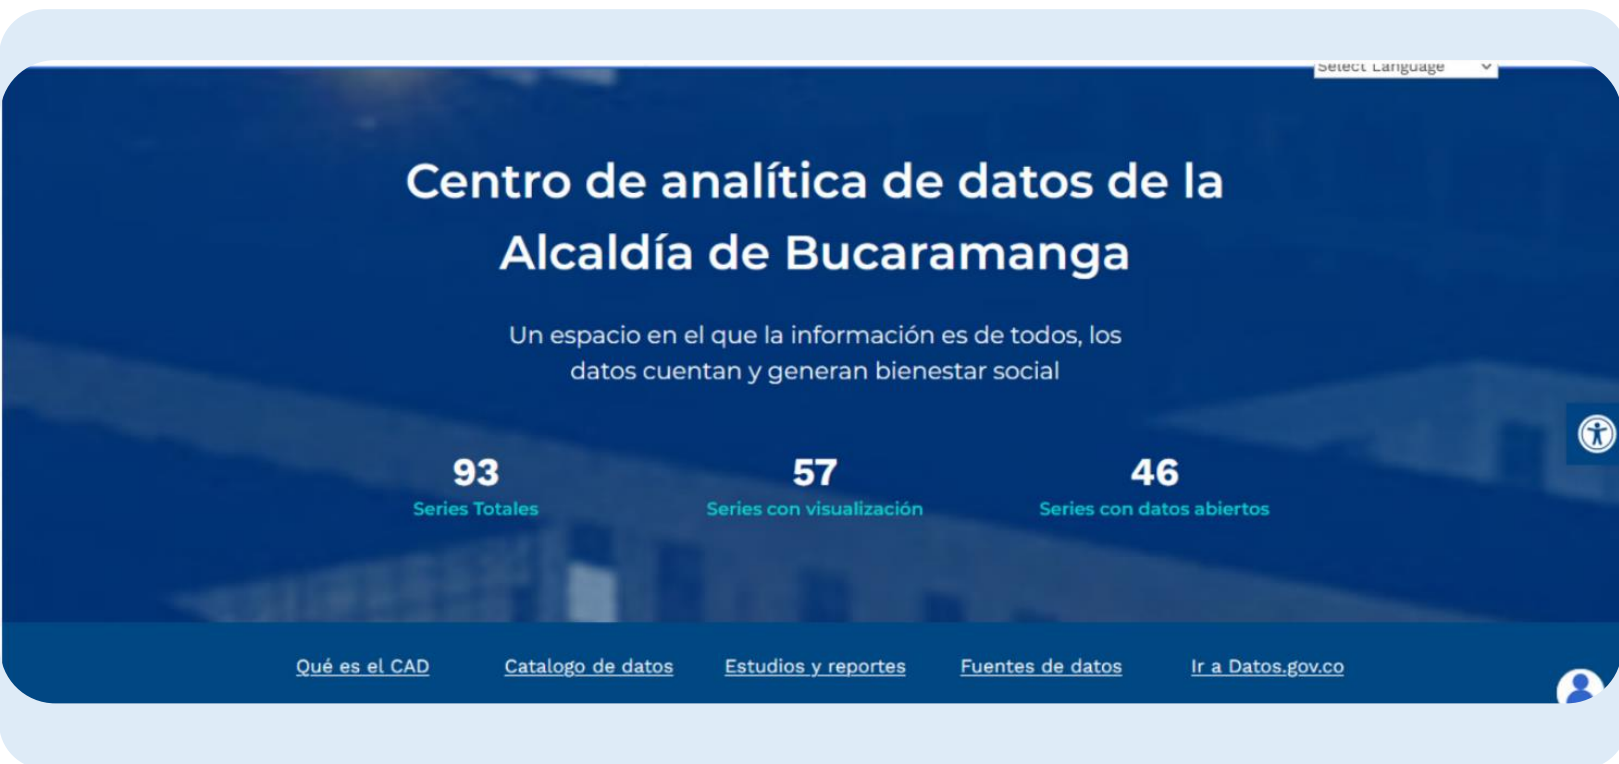 Select Language
Centro de analítica de datos de la
Alcaldía de Bucaramanga
Un espacio en el que la información es de todos, los
datos cuentan y generan bienestar social
93
Series Totales
57
Series con visualización
46
Series con datos abiertos
Qué es el CAD
Catalogo de datos
Estudios y reportes
Fuentes de datos
Ir a Datos.gov.co